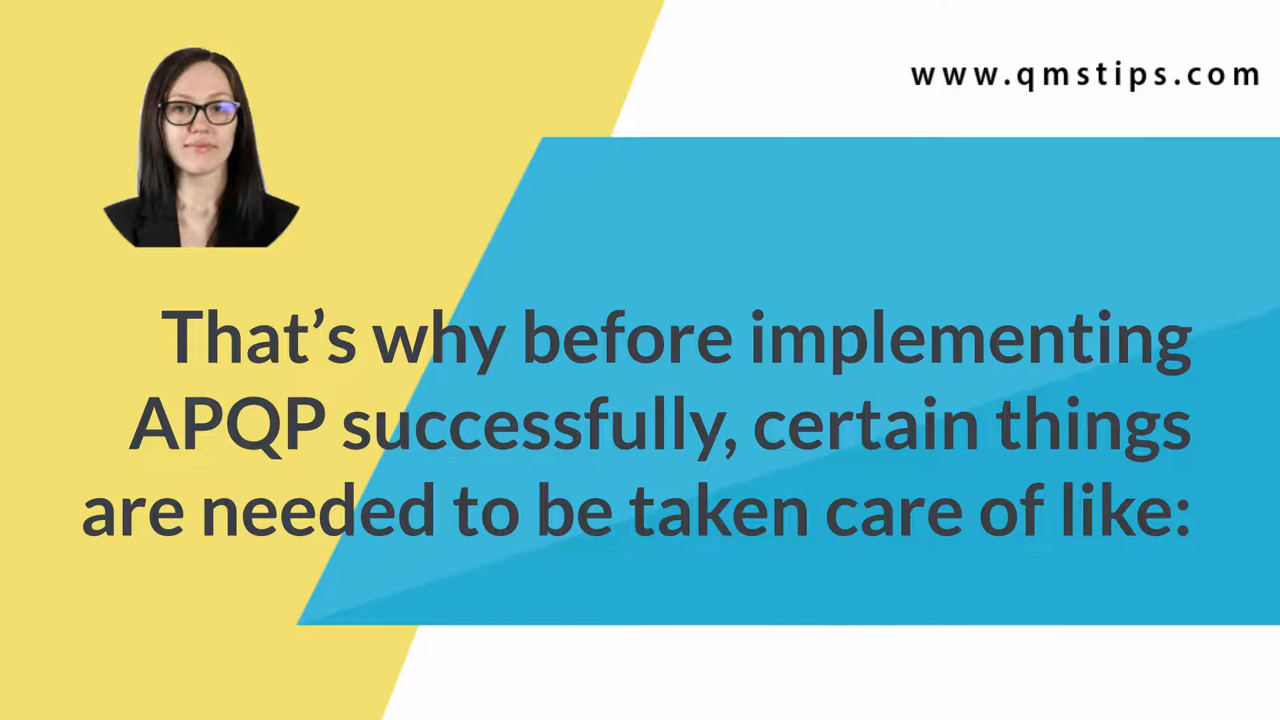 www.qmstips.com
That’s why before implementing
APQP successfully, certain things
are needed to be taken care of like: